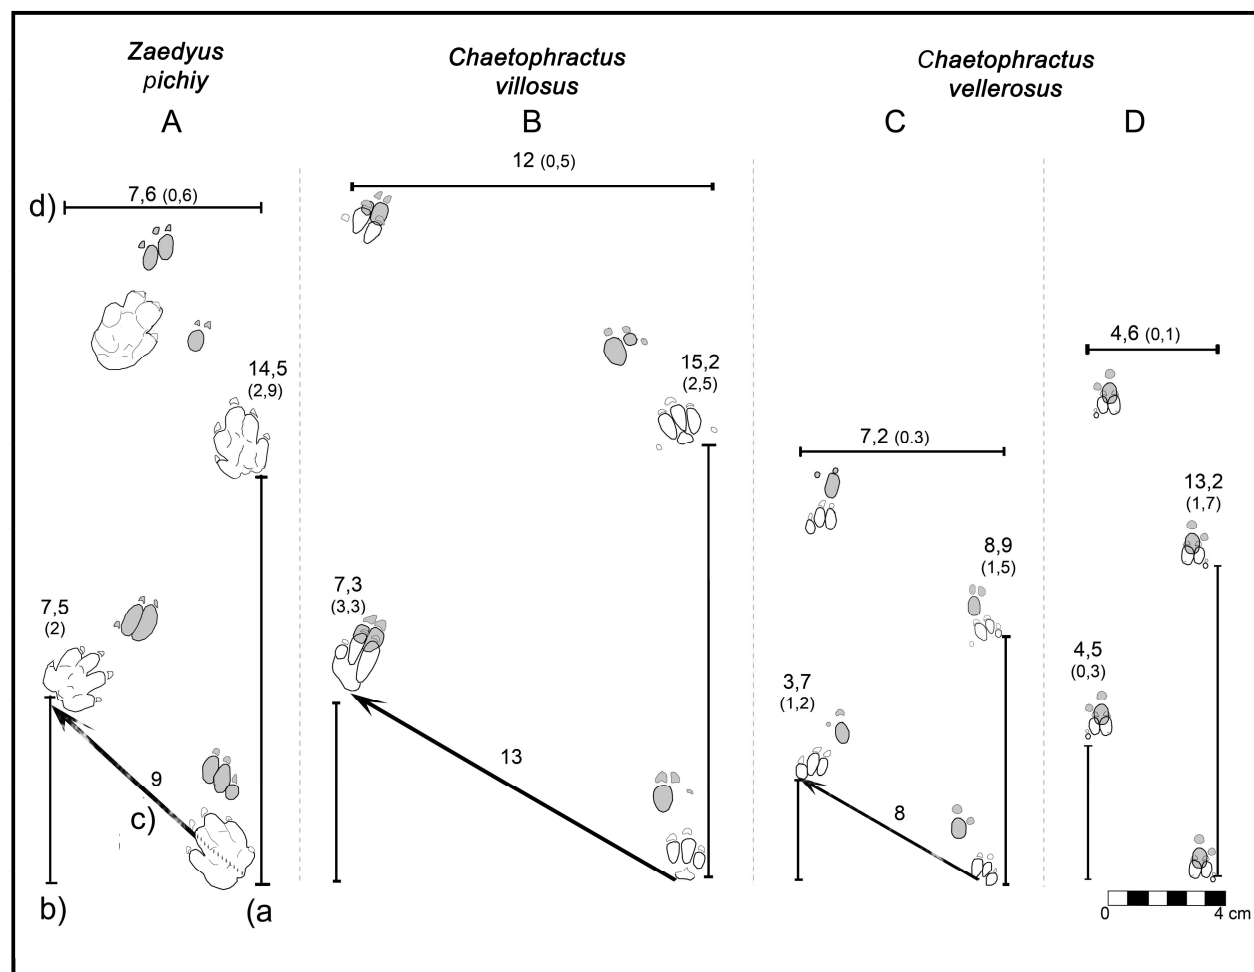 Zaedyus
pichiy
Chaetophractus
villosus
Chaetophractus
vellerosus
A
B
C
D
d)
7,6 (0,6)
12 (0,5)
14,5
(2,9)
15,2
(2,5)
4,6 (0,1)
7,2 (0.3)
13,2
(1,7)
8,9
(1,5)
7,5
(2)
7,3
(3,3)
4,5
(0,3)
3,7
(1,2)
9
13
8
c)
b)
(a
0
4 cm